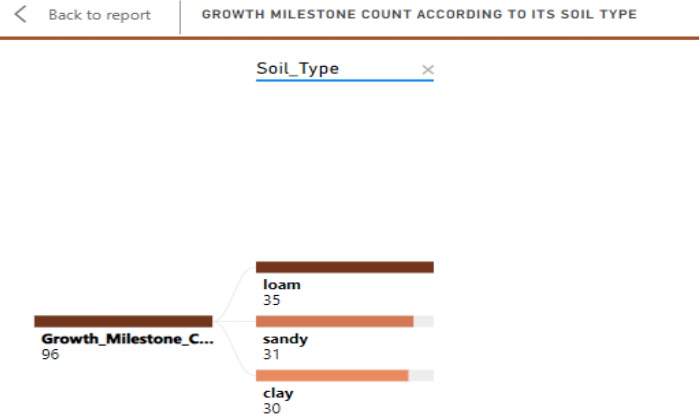 Back to report
GROWTH MILESTONE COUNT ACCORDING TO ITS SOIL TYPE
Soil_Type
loam
35
Growth_Milestone_C...
96
sandy
31
clay
30